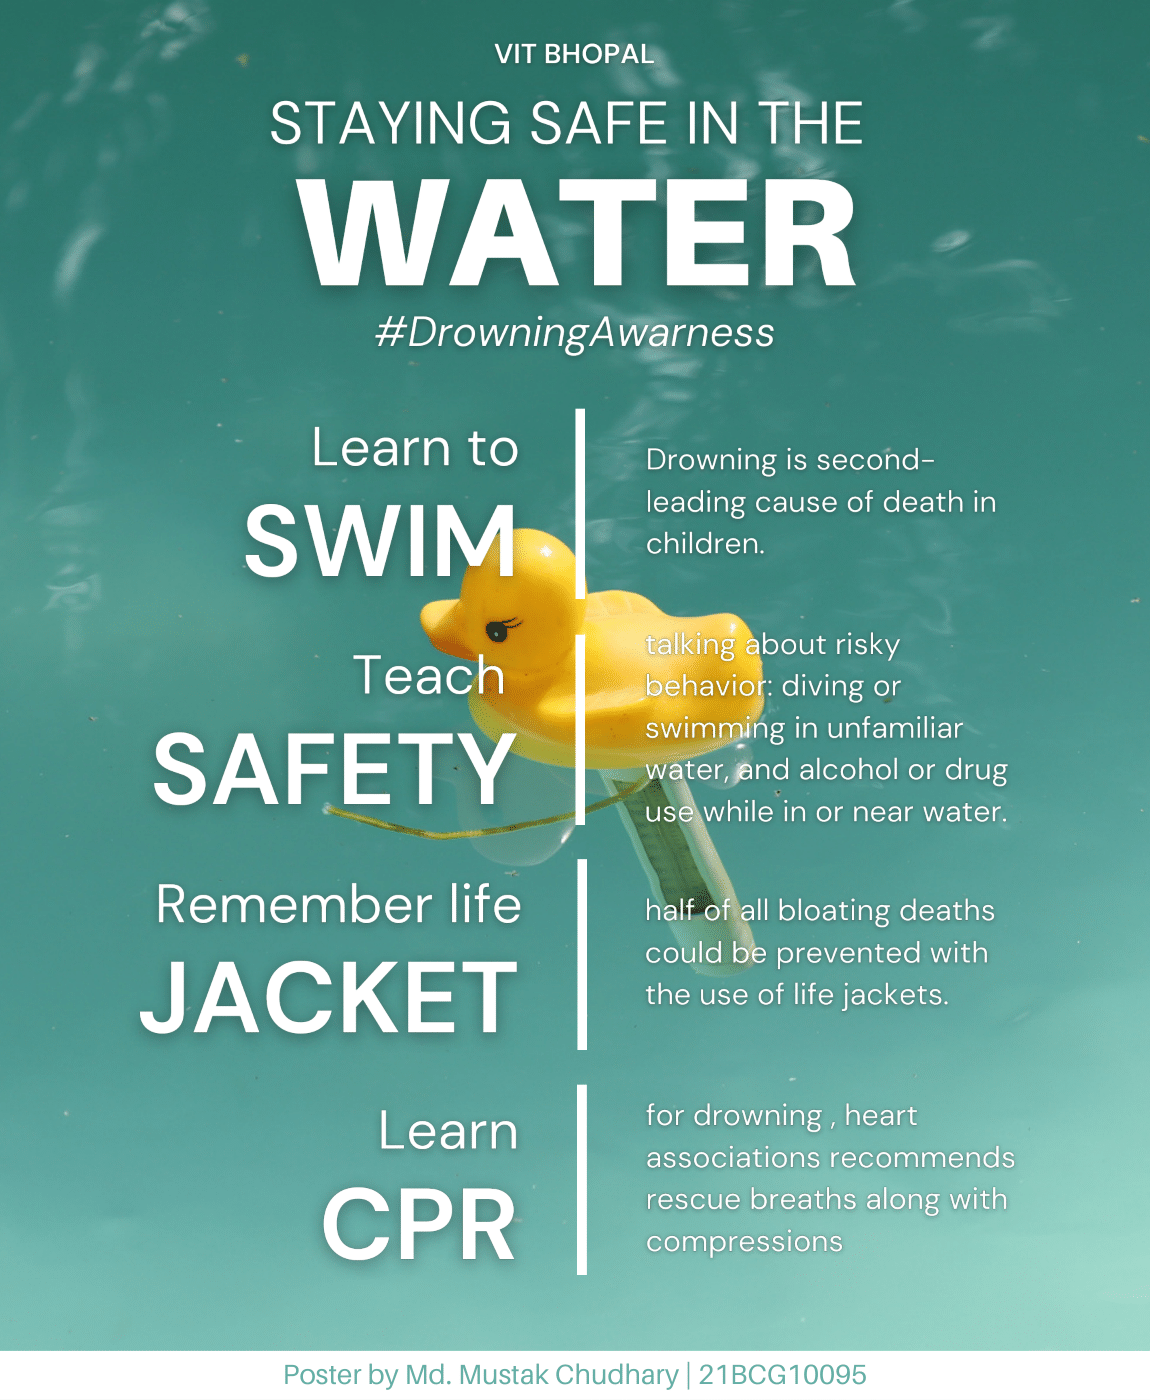 VIT BHOPAL
STAYING SAFE IN THE
WATER
#DrowningAwarness
Learn to
SWIM
Drowning is second-
leading cause of death in
children.
Teach
SAFETY
talking about risky
behavior: diving or
swimming in unfamiliar
water, and alcohol or drug
use while in or near water.
Remember life
JACKET
half of all bloating deaths
could be prevented with
the use of life jackets.
Learn
CPR
for drowning , heart
associations recommends
rescue breaths along with
compressions
Poster by Md. Mustak Chudhary | 21BCG10095